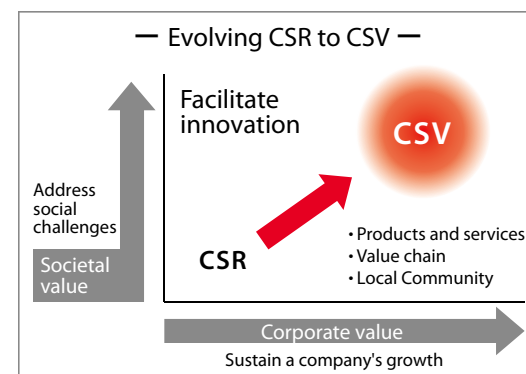 — Evolving CSR to CSV —
Facilitate
innovation
CSV
Address
social
challenges
Societal
value
CSR
・Products and services
・Value chain
・Local Community
Corporate value
Sustain a company's growth